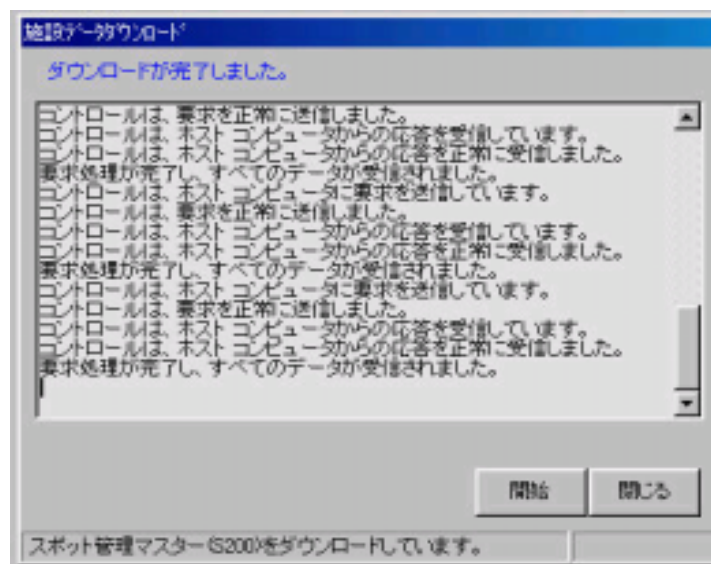 施設データダウンロード
ダウンロードが完了しました。
コントロールは、要求を正常に送信しました。
コントロールは、ホスト コンピュータからの応答を受信しています。
コントロールは、ホスト コンピュータからの応答を正常に受信しました。
要求処理が完了し、すべてのデータが受信されました。
コントロールは、ホスト コンピュータに要求を送信しています。
コントロールは、要求を正常に送信しました。
コントロールは、ホスト コンピュータからの応答を受信しています。
コントロールは、ホスト コンピュータからの応答を正常に受信しました。
要求処理が完了し、すべてのデータが受信されました。
コントロールは、ホスト コンピュータに要求を送信しています。
コントロールは、要求を正常に送信しました。
コントロールは、ホスト コンピュータからの応答を受信しています。
コントロールは、ホスト コンピュータからの応答を正常に受信しました。
要求処理が完了し、すべてのデータが受信されました。
開始 閉じる
スポット管理マスター(S200)をダウンロードしています。